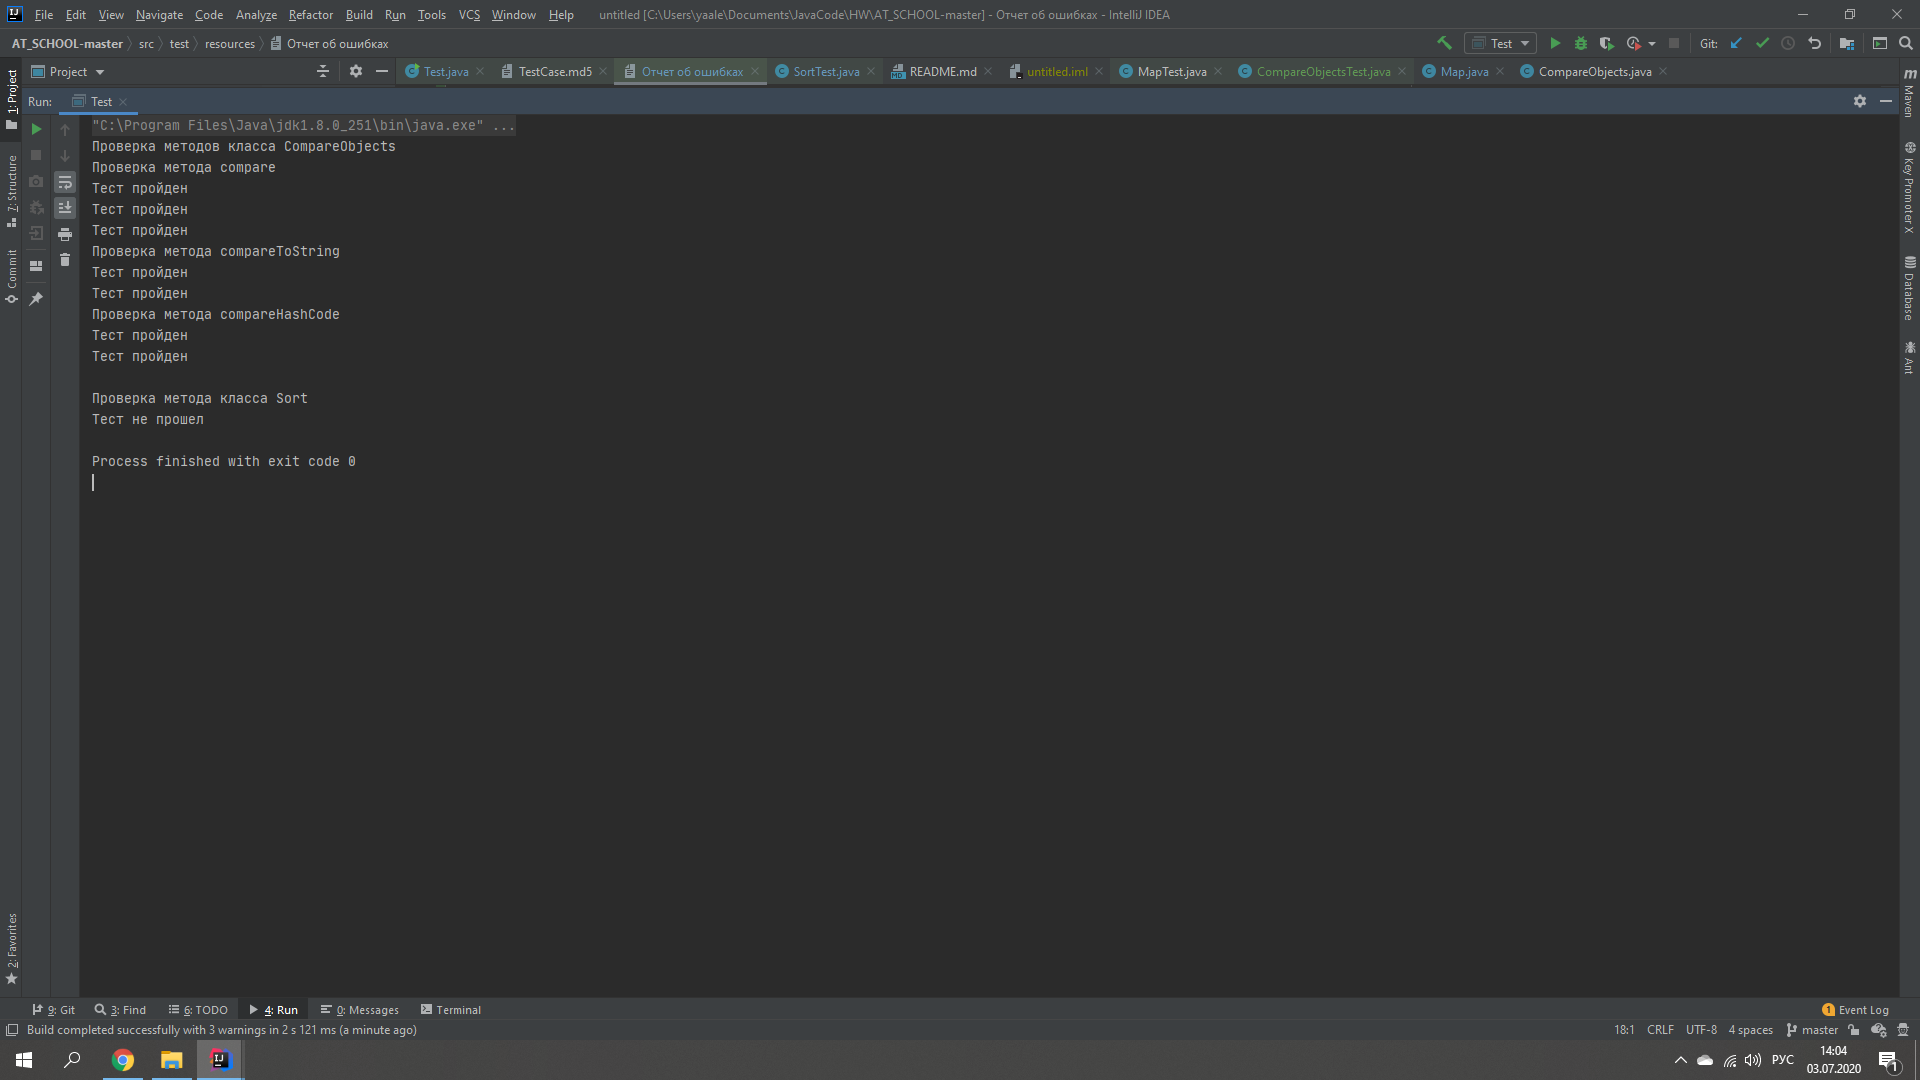 File Edit View Navigate Code Analyze Refactor Build Run Tools VCS Window Help untitled [C:\Users\yaale\Documents\JavaCode\HW\AT_SCHOOL-master] - Отчет об ошибках - IntelliJ IDEA
AT_SCHOOL-master src test resources Отчет об ошибках Test Git:
Project Test.java TestCase.md5 Отчет об ошибках SortTest.java README.md untitled.iml MapTest.java CompareObjectsTest.java Map.java CompareObjects.java
Run: Test
"C:\Program Files\Java\jdk1.8.0_251\bin\java.exe" ...
Проверка методов класса CompareObjects
Проверка метода compare
Тест пройден
Тест пройден
Тест пройден
Проверка метода compareToString
Тест пройден
Тест пройден
Проверка метода compareHashCode
Тест пройден
Тест пройден
Проверка метода класса Sort
Тест не прошел
Process finished with exit code 0
1: Project
7: Structure
Commit
2: Favorites
Maven
Key Promoter X
Database
Ant
9: Git 3: Find 6: TODO 4: Run 0: Messages Terminal 1 Event Log
Build completed successfully with 3 warnings in 2 s 121 ms (a minute ago) 18:1 CRLF UTF-8 4 spaces master
РУС 14:04 1
03.07.2020